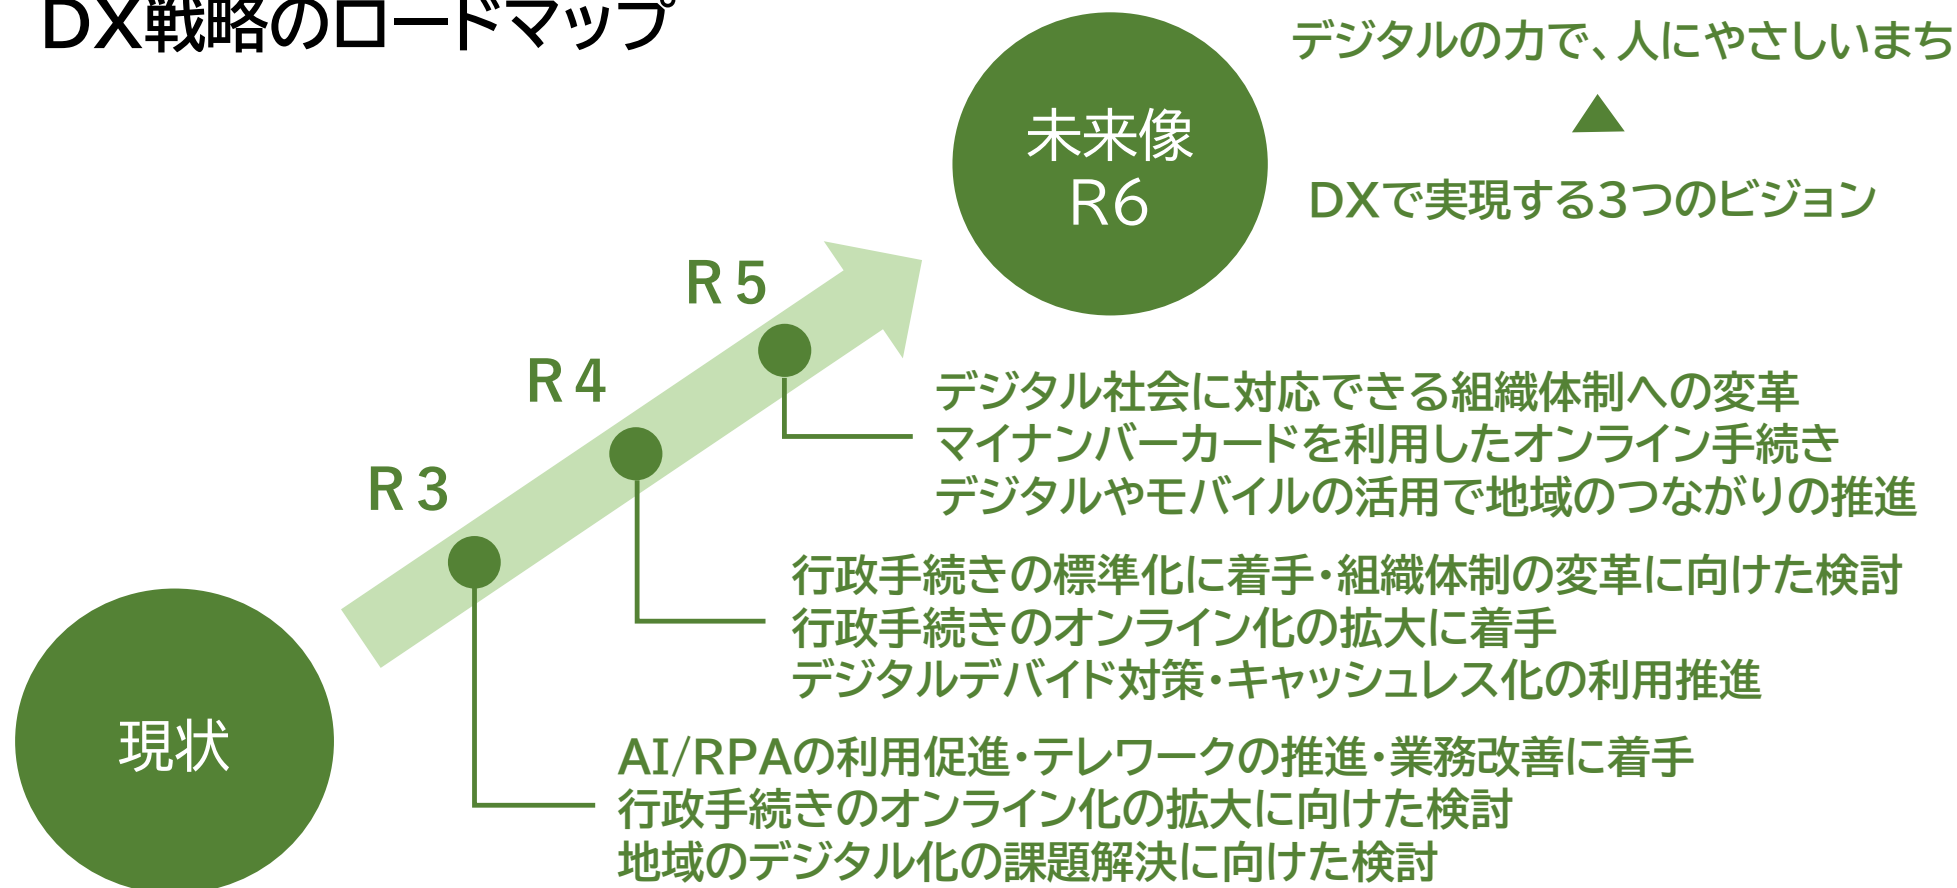 DX戦略のロードマップ
デジタルの力で、人にやさしいまち
▲
DXで実現する3つのビジョン
未来像
R6
R5
デジタル社会に対応できる組織体制への変革
マイナンバーカードを利用したオンライン手続き
デジタルやモバイルの活用で地域のつながりの推進
R4
行政手続きの標準化に着手・組織体制の変革に向けた検討
行政手続きのオンライン化の拡大に着手
デジタルデバイド対策・キャッシュレス化の利用推進
R3
AI/RPAの利用促進・テレワークの推進・業務改善に着手
行政手続きのオンライン化の拡大に向けた検討
地域のデジタル化の課題解決に向けた検討
現状